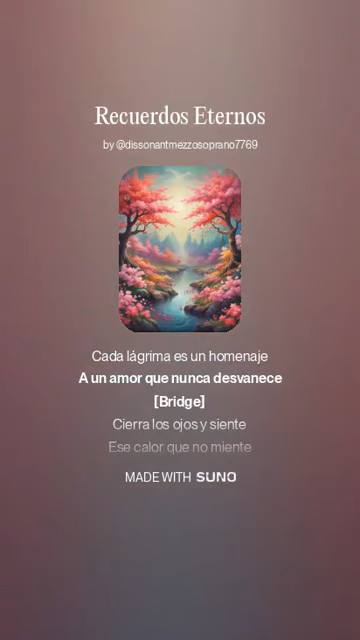 Recuerdos Eternos
by @dissonantmezzosoprano7769
Cada lágrima es un homenaje
A un amor que nunca desvanece
[Bridge]
Cierra los ojos y siente
Ese calor que no miente
MADE WITH SUNO